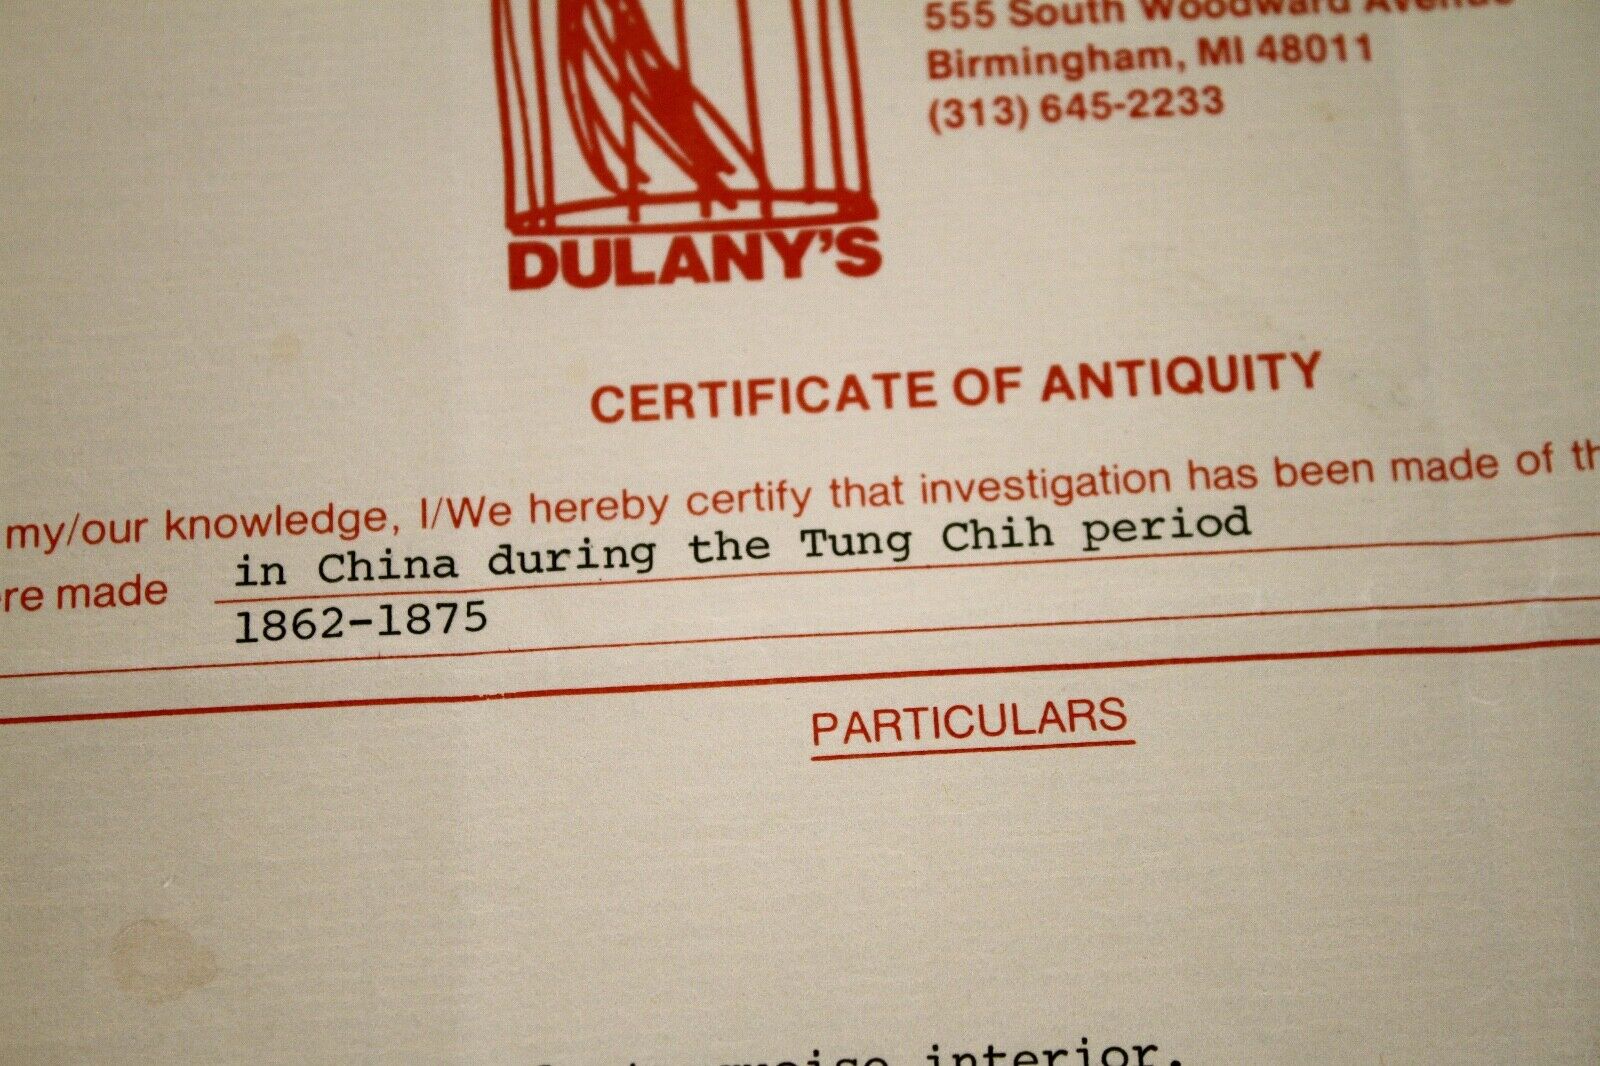 555 South Woodward Avenue
Birmingham, MI 48011
(313) 645-2233
DULANY'S
CERTIFICATE OF ANTIQUITY
my/our knowledge, I/We hereby certify that investigation has been made of th
re made in China during the Tung Chih period
1862-1875
PARTICULARS
interior.